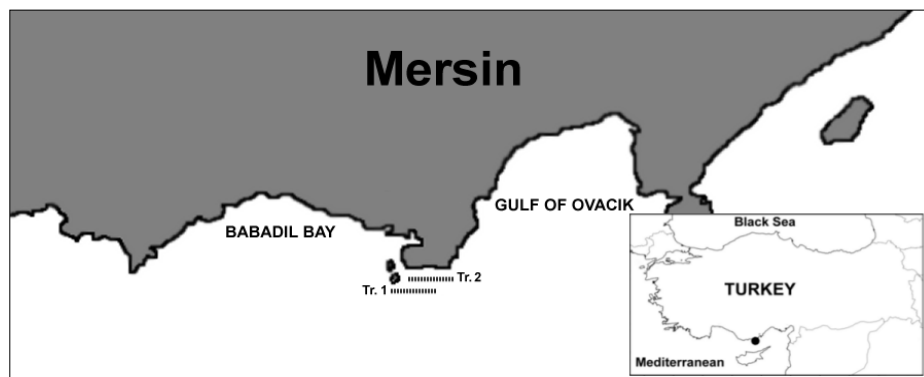 Mersin
GULF OF OVACIK
BABADIL BAY
Black Sea
Tr. 2
TURKEY
Tr. 1
Mediterranean